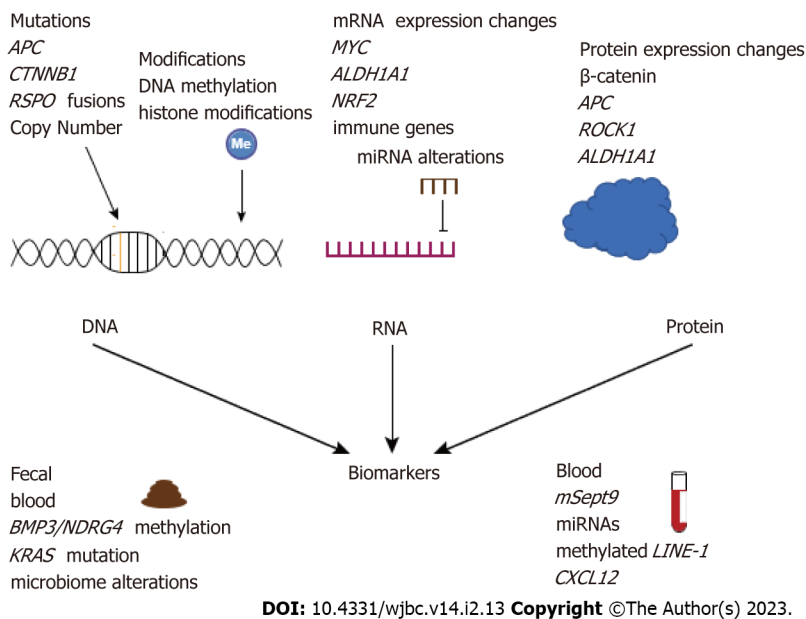 Mutations
APC
CTNNB1
RSPO fusions
Copy Number
Modifications
DNA methylation
histone modifications
Me
mRNA expression changes
MYC
ALDH1A1
NRF2
immune genes
miRNA alterations
Protein expression changes
β-catenin
APC
ROCK1
ALDH1A1
DNA
RNA
Protein
Biomarkers
Fecal
blood
BMP3/NDRG4 methylation
KRAS mutation
microbiome alterations
Blood
mSept9
miRNAs
methylated LINE-1
CXCL12
DOI: 10.4331/wjbc.v14.i2.13 Copyright ©The Author(s) 2023.